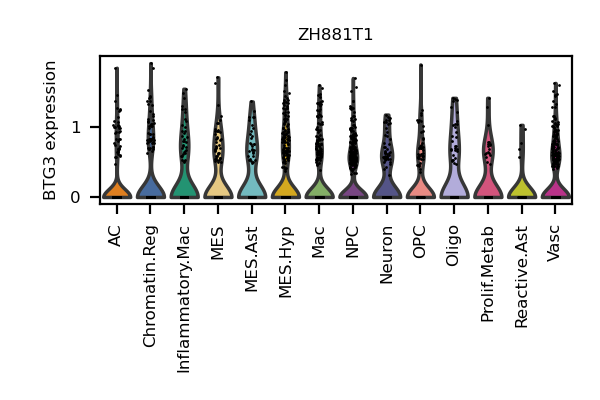 ZH881T1
BTG3 expression
1
0
AC
Chromatin.Reg
Inflammatory.Mac
MES
MES.Ast
MES.Hyp
Mac
NPC
Neuron
OPC
Oligo
Prolif.Metab
Reactive.Ast
Vasc